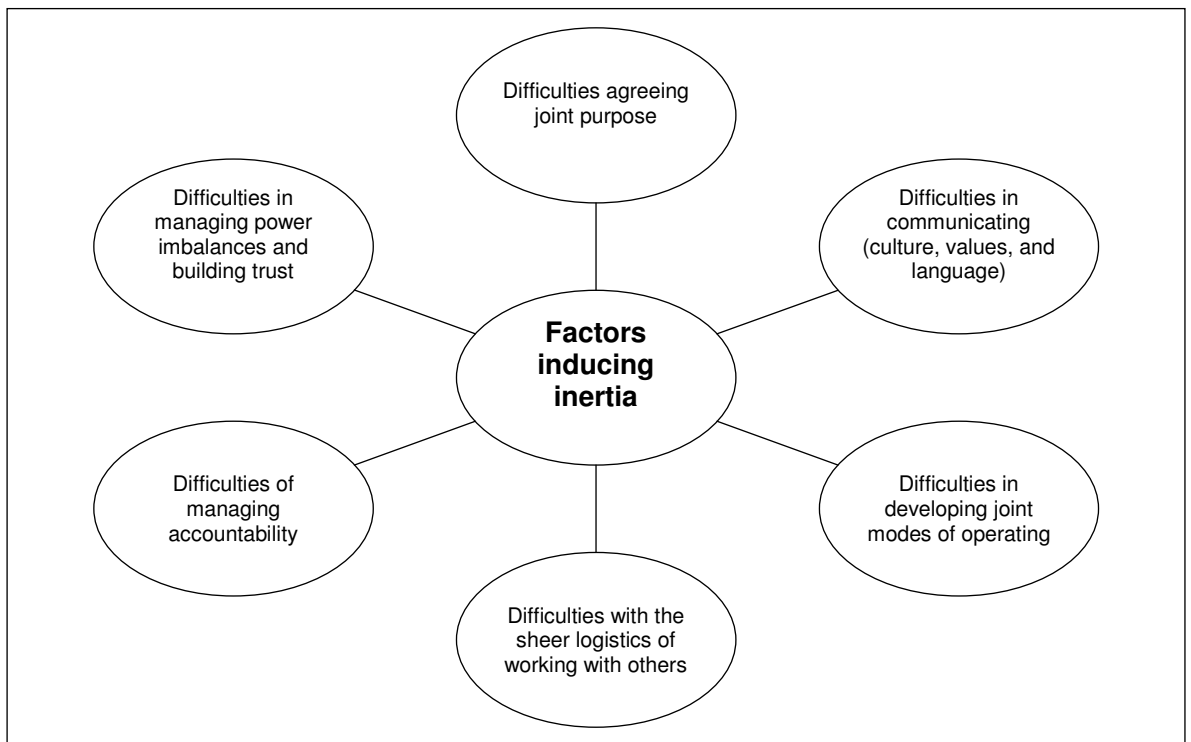 Difficulties agreeing
joint purpose
Difficulties in
managing power
imbalances and
building trust
Difficulties in
communicating
(culture, values, and
language)
Factors
inducing
inertia
Difficulties of
managing
accountability
Difficulties in
developing joint
modes of operating
Difficulties with the
sheer logistics of
working with others